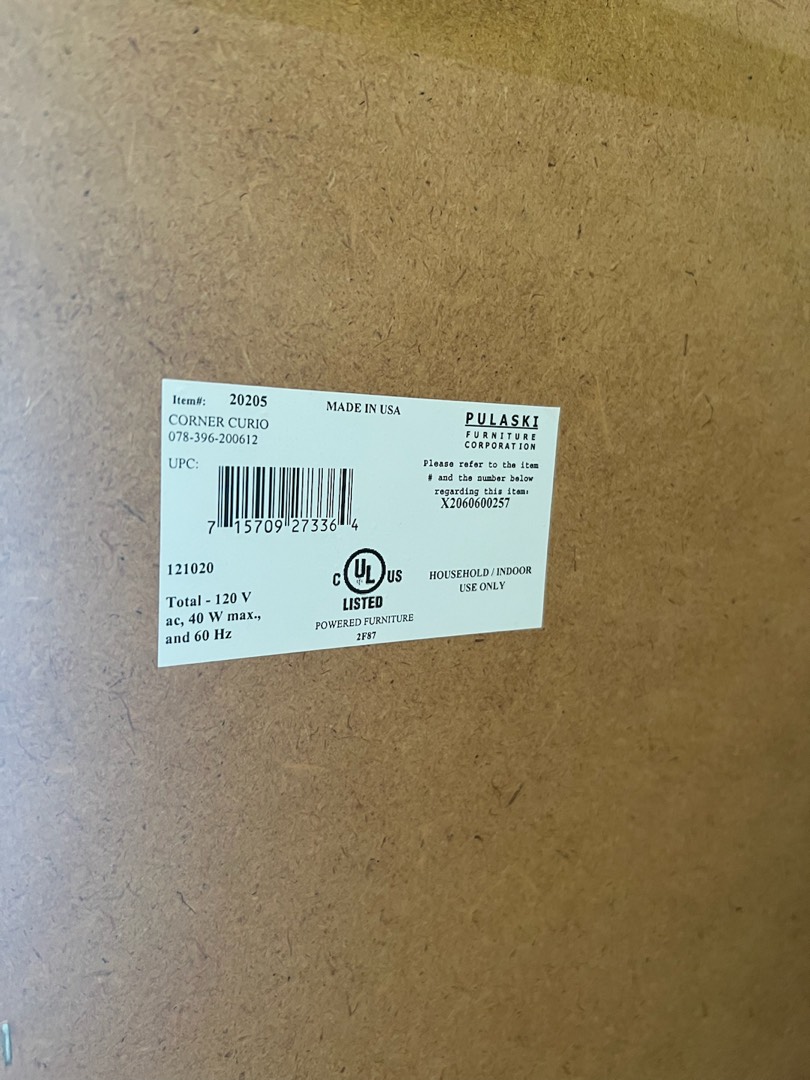 Item#: 20205
MADE IN USA
CORNER CURIO
078-396-200612
PULASKI
FURNITURE
CORPORATION
UPC:
7 15709 27336 4
Please refer to the item
# and the number below
regarding this item:
X2060600257
121020
Total - 120 V
ac, 40 W max.,
and 60 Hz
C UL US
LISTED
POWERED FURNITURE
2F87
HOUSEHOLD / INDOOR
USE ONLY